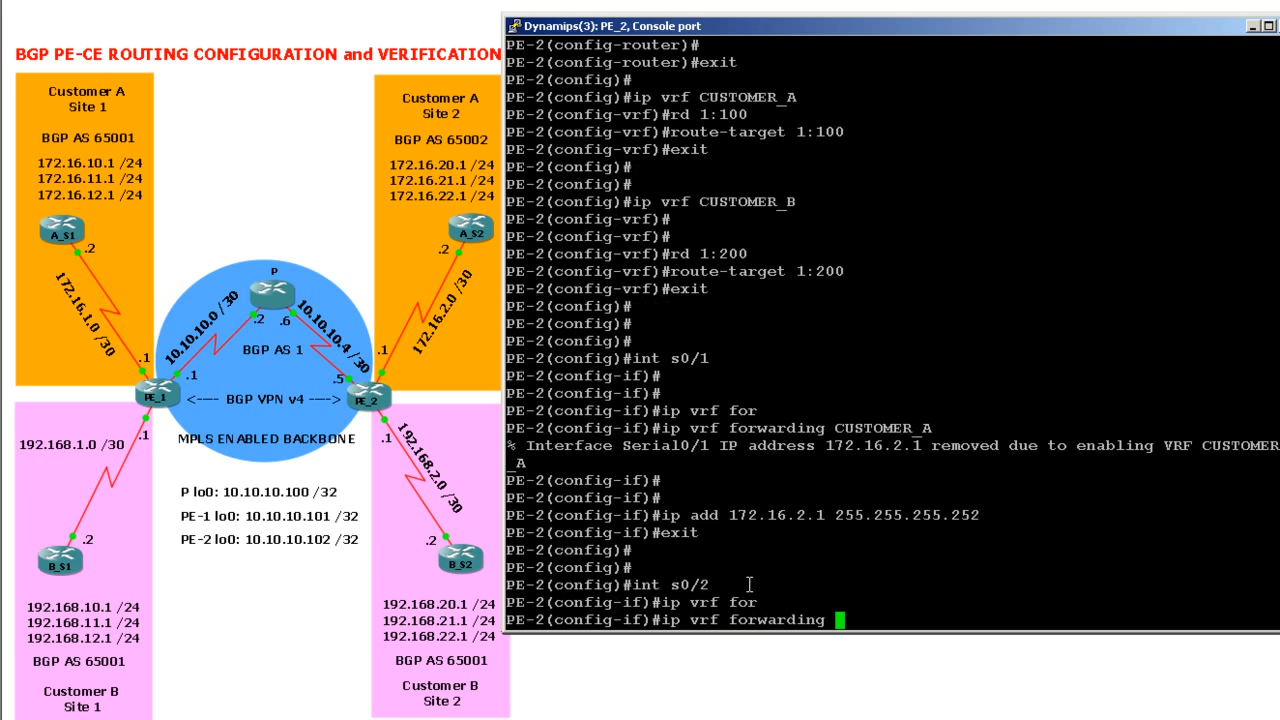 BGP PE-CE ROUTING CONFIGURATION and VERIFICATION
Customer A
Site 1
BGP AS 65001
172.16.10.1 /24
172.16.11.1 /24
172.16.12.1 /24
A_S1
.2
172.16.1.0 /30
.1
Customer A
Site 2
BGP AS 65002
172.16.20.1 /24
172.16.21.1 /24
172.16.22.1 /24
A_S2
.2
172.16.2.0 /30
.1
P
10.10.10.0 /30
.2
.6
10.10.10.4 /30
BGP AS 1
.1
.5
PE_1
<---- BGP VPN v4 ---->
PE_2
MPLS ENABLED BACKBONE
192.168.1.0 /30
.1
.2
B_S1
P lo0: 10.10.10.100 /32
PE-1 lo0: 10.10.10.101 /32
PE-2 lo0: 10.10.10.102 /32
.1
192.168.2.0 /30
.2
B_S2
192.168.10.1 /24
192.168.11.1 /24
192.168.12.1 /24
BGP AS 65001
Customer B
Site 1
192.168.20.1 /24
192.168.21.1 /24
192.168.22.1 /24
BGP AS 65001
Customer B
Site 2
Dynamips(3): PE_2, Console port
PE-2(config-router)#
PE-2(config-router)#exit
PE-2(config)#
PE-2(config)#ip vrf CUSTOMER_A
PE-2(config-vrf)#rd 1:100
PE-2(config-vrf)#route-target 1:100
PE-2(config-vrf)#exit
PE-2(config)#
PE-2(config)#
PE-2(config)#ip vrf CUSTOMER_B
PE-2(config-vrf)#
PE-2(config-vrf)#
PE-2(config-vrf)#rd 1:200
PE-2(config-vrf)#route-target 1:200
PE-2(config-vrf)#exit
PE-2(config)#
PE-2(config)#
PE-2(config)#
PE-2(config)#int s0/1
PE-2(config-if)#
PE-2(config-if)#
PE-2(config-if)#ip vrf for
PE-2(config-if)#ip vrf forwarding CUSTOMER_A
% Interface Serial0/1 IP address 172.16.2.1 removed due to enabling VRF CUSTOMER
_A
PE-2(config-if)#
PE-2(config-if)#
PE-2(config-if)#ip add 172.16.2.1 255.255.255.252
PE-2(config-if)#exit
PE-2(config)#
PE-2(config)#
PE-2(config)#int s0/2
PE-2(config-if)#ip vrf for
PE-2(config-if)#ip vrf forwarding